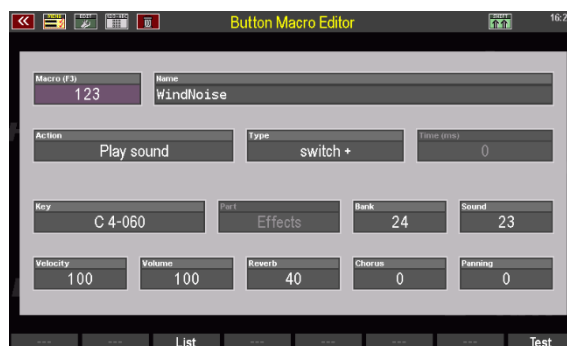 Button Macro Editor
16:2
Macro (F3)
123
Name
WindNoise
Action
Play sound
Type
switch +
Time (ms)
0
Key
C 4-060
Part
Effects
Bank
24
Sound
23
Velocity
100
Volume
100
Reverb
40
Chorus
0
Panning
0
--- --- List --- --- --- --- Test